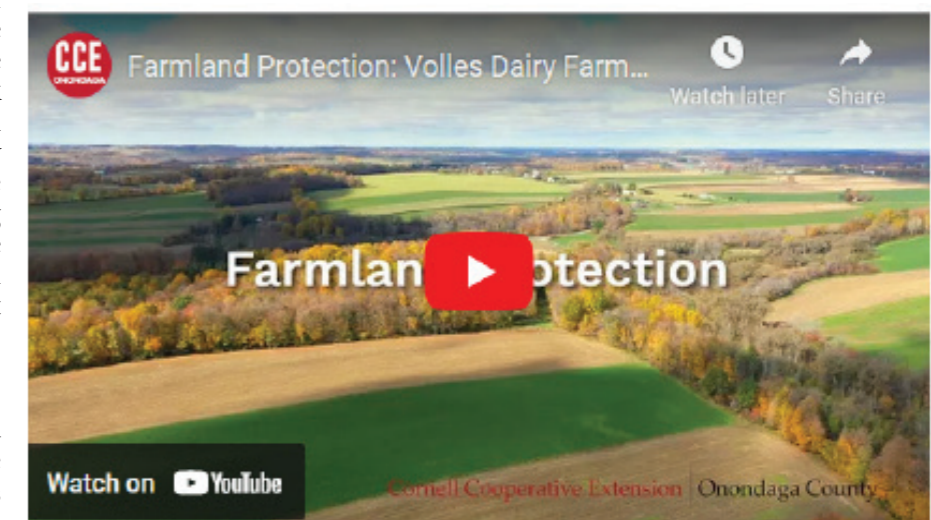 CCE
ONONDAGA
Farmland Protection: Volles Dairy Farm...
Watch later
Share
Farmlan otection
Watch on YouTube
Cornell Cooperative Extension Onondaga County